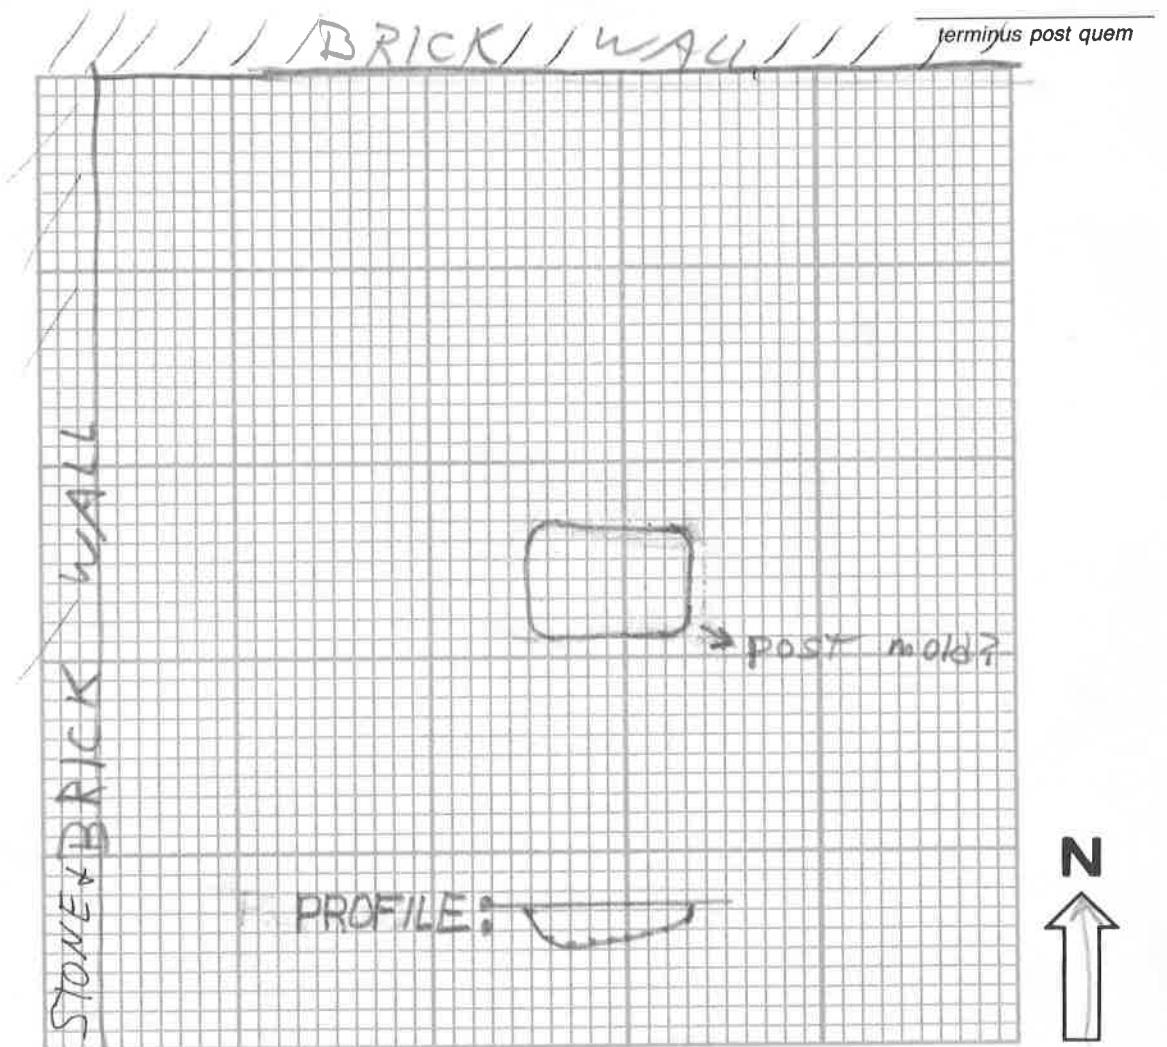 BRICK WALL
terminus post quem
STONE & BRICK WALL
post mold?
PROFILE:
N